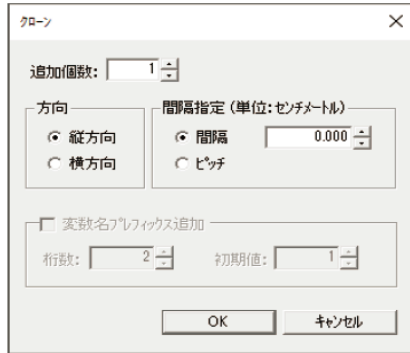 クローン
追加個数: 1
方向
縦方向
横方向
間隔指定 (単位:センチメートル)
間隔 0.000
ピッチ
変数名プレフィックス追加
桁数: 2 初期値: 1
OK キャンセル